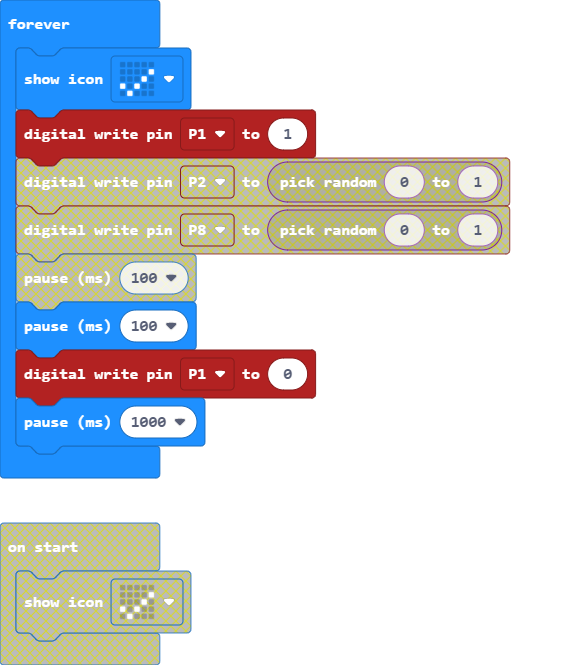 forever
show icon
digital write pin P1 to 1
digital write pin P2 to pick random 0 to 1
digital write pin P8 to pick random 0 to 1
pause (ms) 100
pause (ms) 100
digital write pin P1 to 0
pause (ms) 1000
on start
show icon